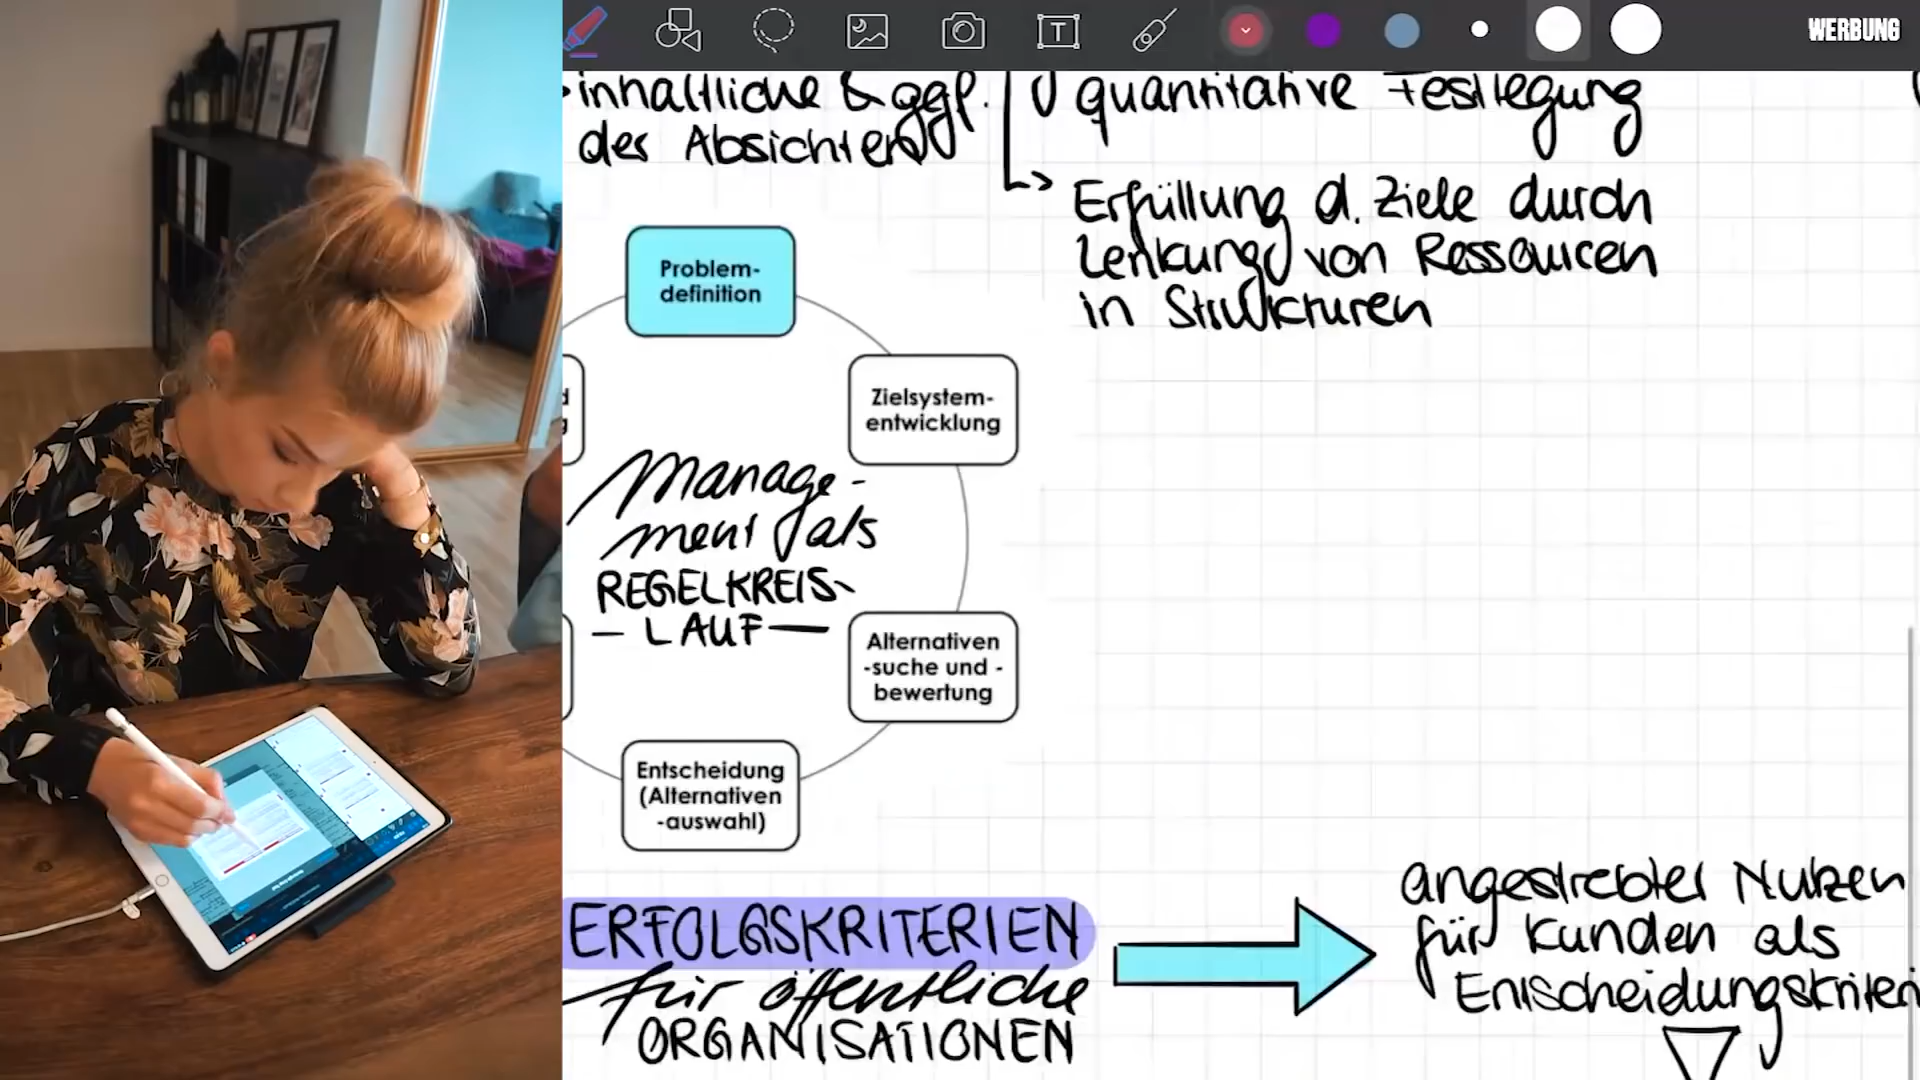 WERBUNG
inhaltliche & ggf.
der Absichten
quantitative Festlegung
Erfüllung d. Ziele durch
Lenkung von Ressourcen
in Strukturen
Problem-
definition
Zielsystem-
entwicklung
Manage-
ment als
REGELKREIS-
- LAUF -
Alternativen
-suche und -
bewertung
Entscheidung
(Alternativen
-auswahl)
ERFOLGSKRITERIEN
für öffentliche
ORGANISATIONEN
angestrebter Nutzen
für Kunden als
Entscheidungskriteri